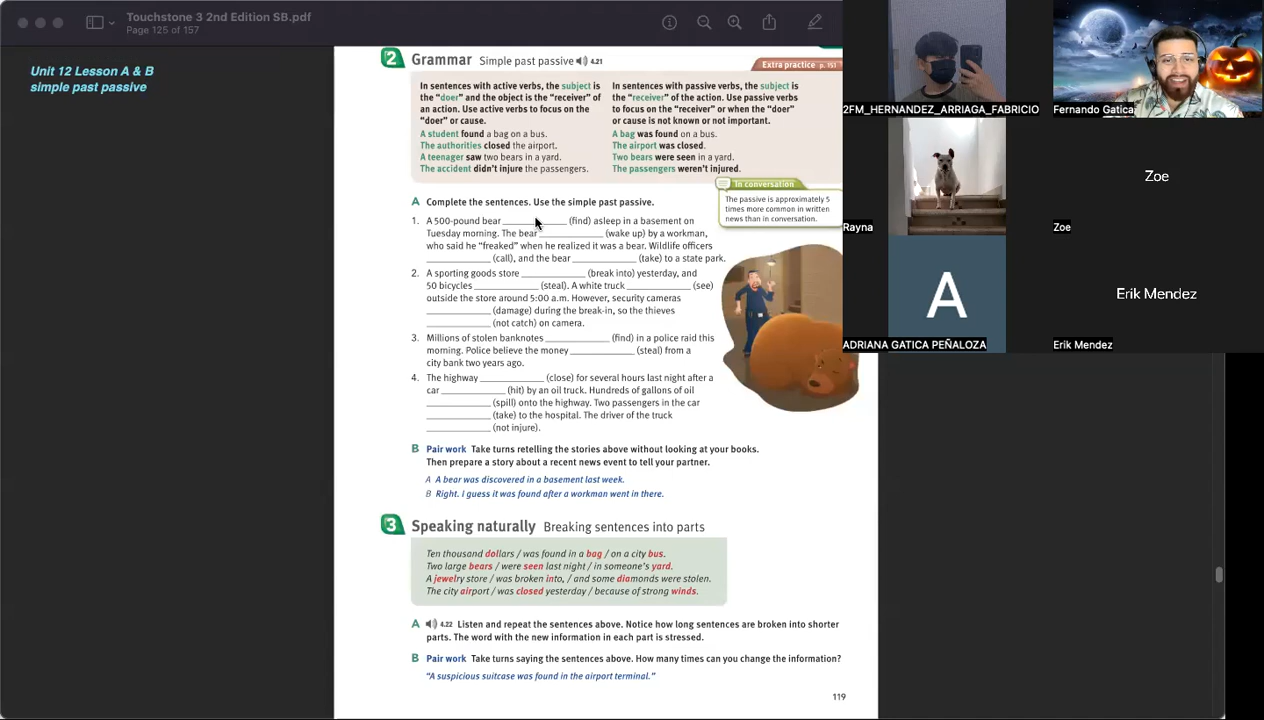 Touchstone 3 2nd Edition SB.pdf
Page 125 of 157
Unit 12 Lesson A & B
simple past passive
2 Grammar Simple past passive 4.21
Extra practice p. 151
In sentences with active verbs, the subject is
the "doer" and the object is the "receiver" of
an action. Use active verbs to focus on the
"doer" or cause.
A student found a bag on a bus.
The authorities closed the airport.
A teenager saw two bears in a yard.
The accident didn't injure the passengers.
In sentences with passive verbs, the subject is
the "receiver" of the action. Use passive verbs
to focus on the "receiver" or when the "doer"
or cause is not known or not important.
A bag was found on a bus.
The airport was closed.
Two bears were seen in a yard.
The passengers weren't injured.
In conversation
The passive is approximately 5
times more common in written
news than in conversation.
A Complete the sentences. Use the simple past passive.
1. A 500-pound bear ____________ (find) asleep in a basement on
Tuesday morning. The bear ____________ (wake up) by a workman,
who said he "freaked" when he realized it was a bear. Wildlife officers
____________ (call), and the bear ____________ (take) to a state park.
2. A sporting goods store ____________ (break into) yesterday, and
50 bicycles ____________ (steal). A white truck ____________ (see)
outside the store around 5:00 a.m. However, security cameras
____________ (damage) during the break-in, so the thieves
____________ (not catch) on camera.
3. Millions of stolen banknotes ____________ (find) in a police raid this
morning. Police believe the money ____________ (steal) from a
city bank two years ago.
4. The highway ____________ (close) for several hours last night after a
car ____________ (hit) by an oil truck. Hundreds of gallons of oil
____________ (spill) onto the highway. Two passengers in the car
____________ (take) to the hospital. The driver of the truck
____________ (not injure).
B Pair work Take turns retelling the stories above without looking at your books.
Then prepare a story about a recent news event to tell your partner.
A A bear was discovered in a basement last week.
B Right. I guess it was found after a workman went in there.
3 Speaking naturally Breaking sentences into parts
Ten thousand dollars / was found in a bag / on a city bus.
Two large bears / were seen last night / in someone's yard.
A jewelry store / was broken into, / and some diamonds were stolen.
The city airport / was closed yesterday / because of strong winds.
A 4.22 Listen and repeat the sentences above. Notice how long sentences are broken into shorter
parts. The word with the new information in each part is stressed.
B Pair work Take turns saying the sentences above. How many times can you change the information?
"A suspicious suitcase was found in the airport terminal."
119
2FM_HERNANDEZ_ARRIAGA_FABRICIO
Fernando Gatica
Rayna
Zoe
Zoe
A
ADRIANA GATICA PEÑALOZA
Erik Mendez
Erik Mendez